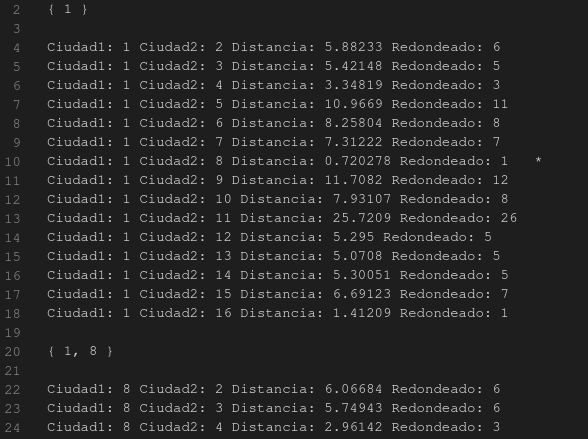 2 { 1 }
3
4 Ciudad1: 1 Ciudad2: 2 Distancia: 5.88233 Redondeado: 6
5 Ciudad1: 1 Ciudad2: 3 Distancia: 5.42148 Redondeado: 5
6 Ciudad1: 1 Ciudad2: 4 Distancia: 3.34819 Redondeado: 3
7 Ciudad1: 1 Ciudad2: 5 Distancia: 10.9669 Redondeado: 11
8 Ciudad1: 1 Ciudad2: 6 Distancia: 8.25804 Redondeado: 8
9 Ciudad1: 1 Ciudad2: 7 Distancia: 7.31222 Redondeado: 7
10 Ciudad1: 1 Ciudad2: 8 Distancia: 0.720278 Redondeado: 1 *
11 Ciudad1: 1 Ciudad2: 9 Distancia: 11.7082 Redondeado: 12
12 Ciudad1: 1 Ciudad2: 10 Distancia: 7.93107 Redondeado: 8
13 Ciudad1: 1 Ciudad2: 11 Distancia: 25.7209 Redondeado: 26
14 Ciudad1: 1 Ciudad2: 12 Distancia: 5.295 Redondeado: 5
15 Ciudad1: 1 Ciudad2: 13 Distancia: 5.0708 Redondeado: 5
16 Ciudad1: 1 Ciudad2: 14 Distancia: 5.30051 Redondeado: 5
17 Ciudad1: 1 Ciudad2: 15 Distancia: 6.69123 Redondeado: 7
18 Ciudad1: 1 Ciudad2: 16 Distancia: 1.41209 Redondeado: 1
19
20 { 1, 8 }
21
22 Ciudad1: 8 Ciudad2: 2 Distancia: 6.06684 Redondeado: 6
23 Ciudad1: 8 Ciudad2: 3 Distancia: 5.74943 Redondeado: 6
24 Ciudad1: 8 Ciudad2: 4 Distancia: 2.96142 Redondeado: 3